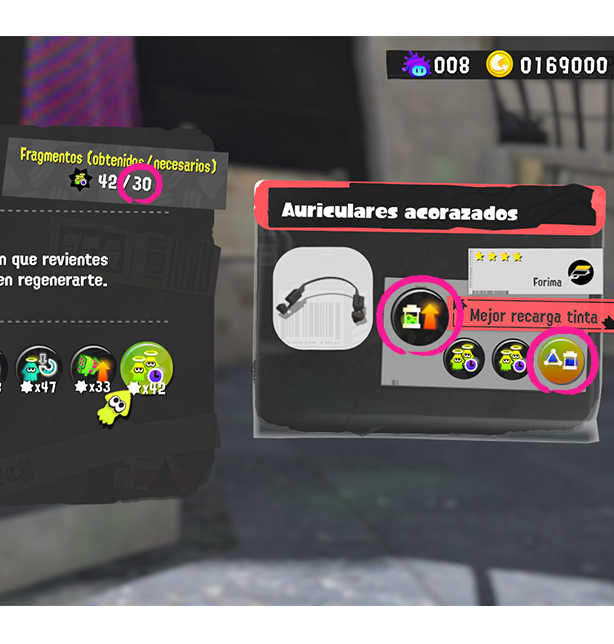 008 0169000
Fragmentos (obtenidos/necesarios)
42/30
n que revientes
en regenerarte.
x47 x33 x42
Auriculares acorazados
Forima
Mejor recarga tinta